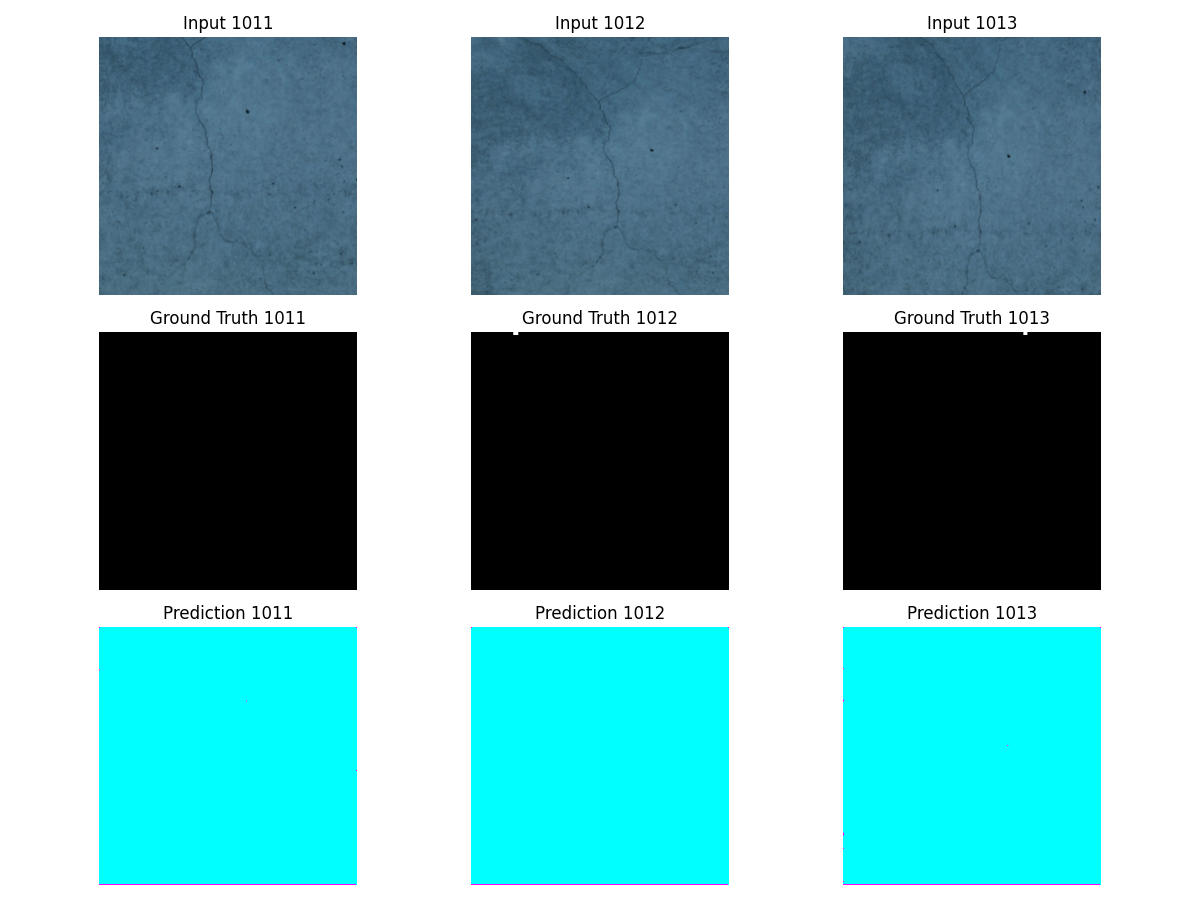 Input 1011
Input 1012
Input 1013
Ground Truth 1011
Ground Truth 1012
Ground Truth 1013
Prediction 1011
Prediction 1012
Prediction 1013